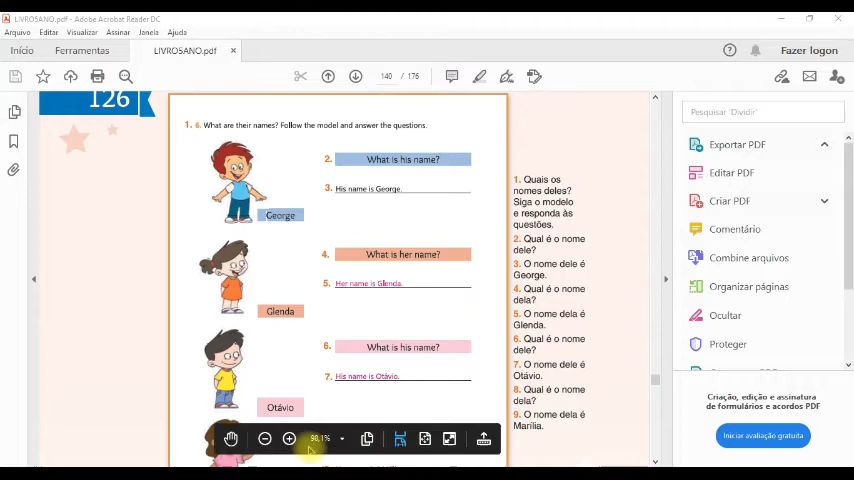 LIVRO5ANO.pdf - Adobe Acrobat Reader DC
Arquivo Editar Visualizar Assinar Janela Ajuda
Início Ferramentas LIVRO5ANO.pdf Fazer logon
140 / 176
126
1. 6. What are their names? Follow the model and answer the questions.
2. What is his name?
3. His name is George.
George
4. What is her name?
5. Her name is Glenda.
Glenda
6. What is his name?
7. His name is Otávio.
Otávio
1. Quais os
nomes deles?
Siga o modelo
e responda às
questões.
2. Qual é o nome
dele?
3. O nome dele é
George.
4. Qual é o nome
dela?
5. O nome dela é
Glenda.
6. Qual é o nome
dele?
7. O nome dele é
Otávio.
8. Qual é o nome
dela?
9. O nome dela é
Marília.
90,1%
Pesquisar 'Dividir'
Exportar PDF
Editar PDF
Criar PDF
Comentário
Combine arquivos
Organizar páginas
Ocultar
Proteger
Criação, edição e assinatura
de formulários e acordos PDF
Iniciar avaliação gratuita